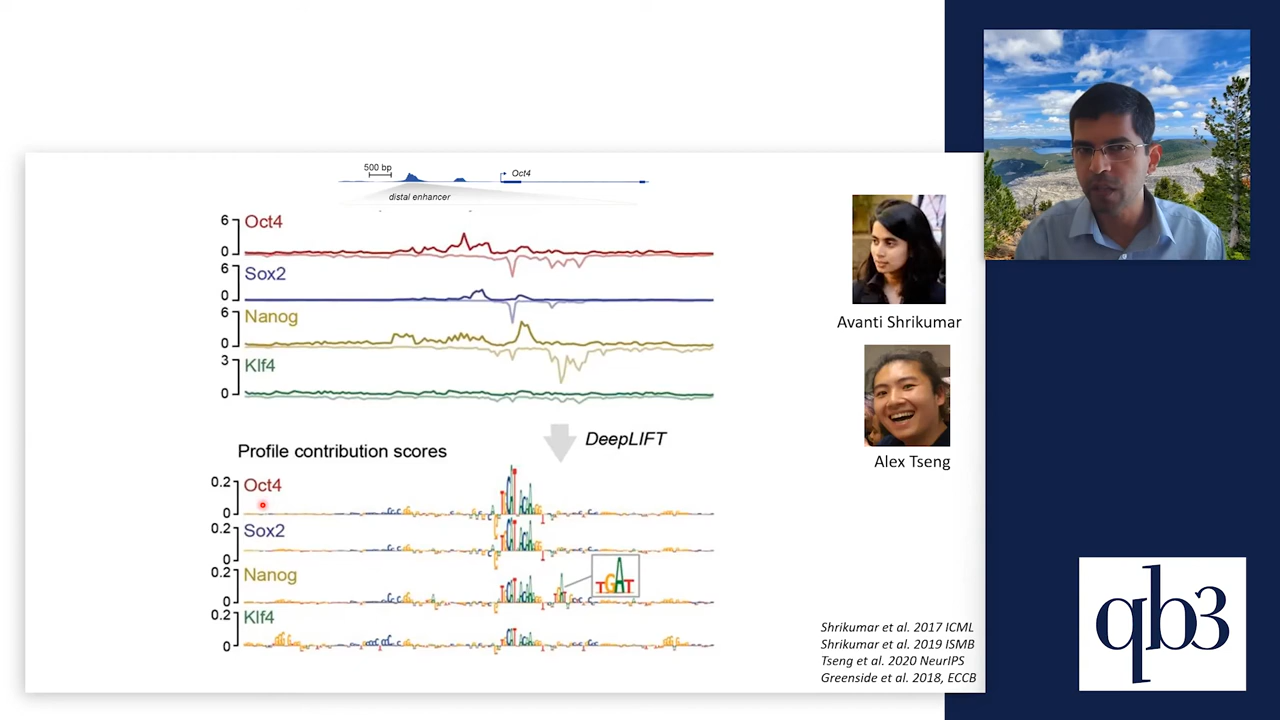 500 bp
Oct4
distal enhancer
6
Oct4
0
6
Sox2
0
6
Nanog
0
3
Klf4
0
DeepLIFT
Profile contribution scores
0.2
Oct4
0
0.2
Sox2
0
0.2
Nanog
TGAT
0
0.2
Klf4
0
Avanti Shrikumar
Alex Tseng
Shrikumar et al. 2017 ICML
Shrikumar et al. 2019 ISMB
Tseng et al. 2020 NeurIPS
Greenside et al. 2018, ECCB
qb3